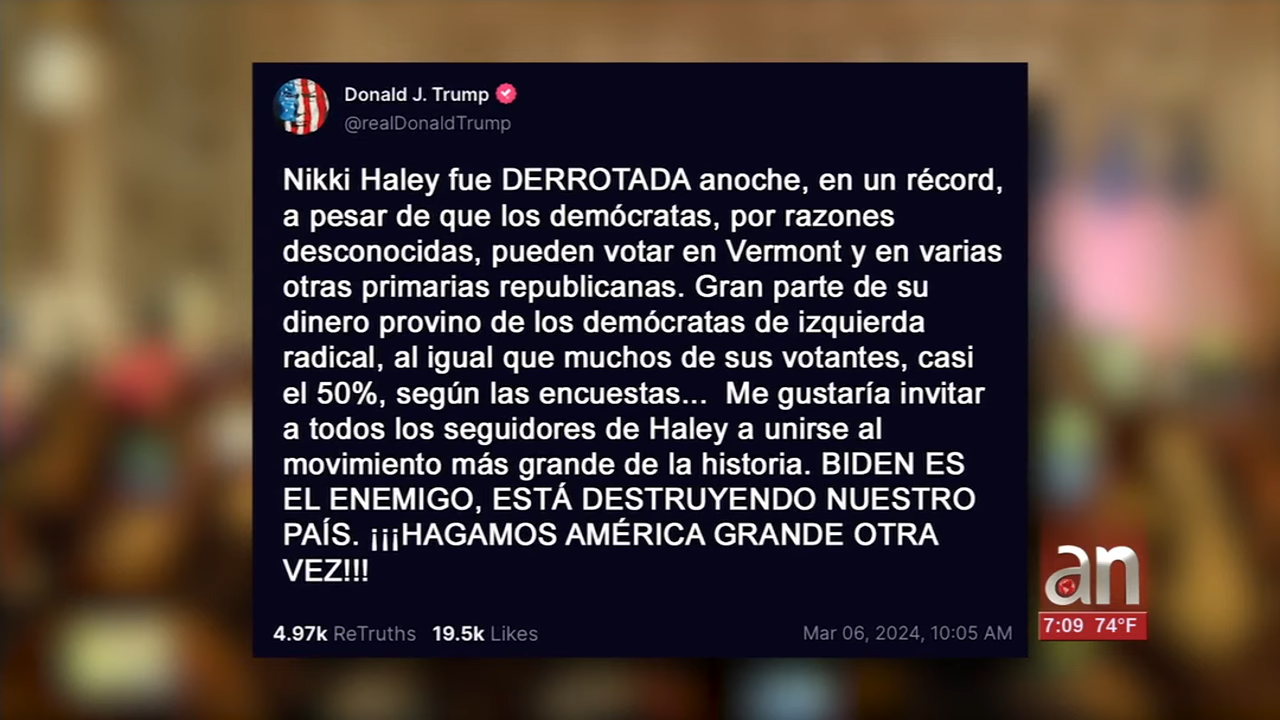 Donald J. Trump
@realDonaldTrump
Nikki Haley fue DERROTADA anoche, en un récord,
a pesar de que los demócratas, por razones
desconocidas, pueden votar en Vermont y en varias
otras primarias republicanas. Gran parte de su
dinero provino de los demócratas de izquierda
radical, al igual que muchos de sus votantes, casi
el 50%, según las encuestas...  Me gustaría invitar
a todos los seguidores de Haley a unirse al
movimiento más grande de la historia. BIDEN ES
EL ENEMIGO, ESTÁ DESTRUYENDO NUESTRO
PAÍS. ¡¡¡HAGAMOS AMÉRICA GRANDE OTRA
VEZ!!!
4.97k ReTruths 19.5k Likes Mar 06, 2024, 10:05 AM
an
7:09 74°F